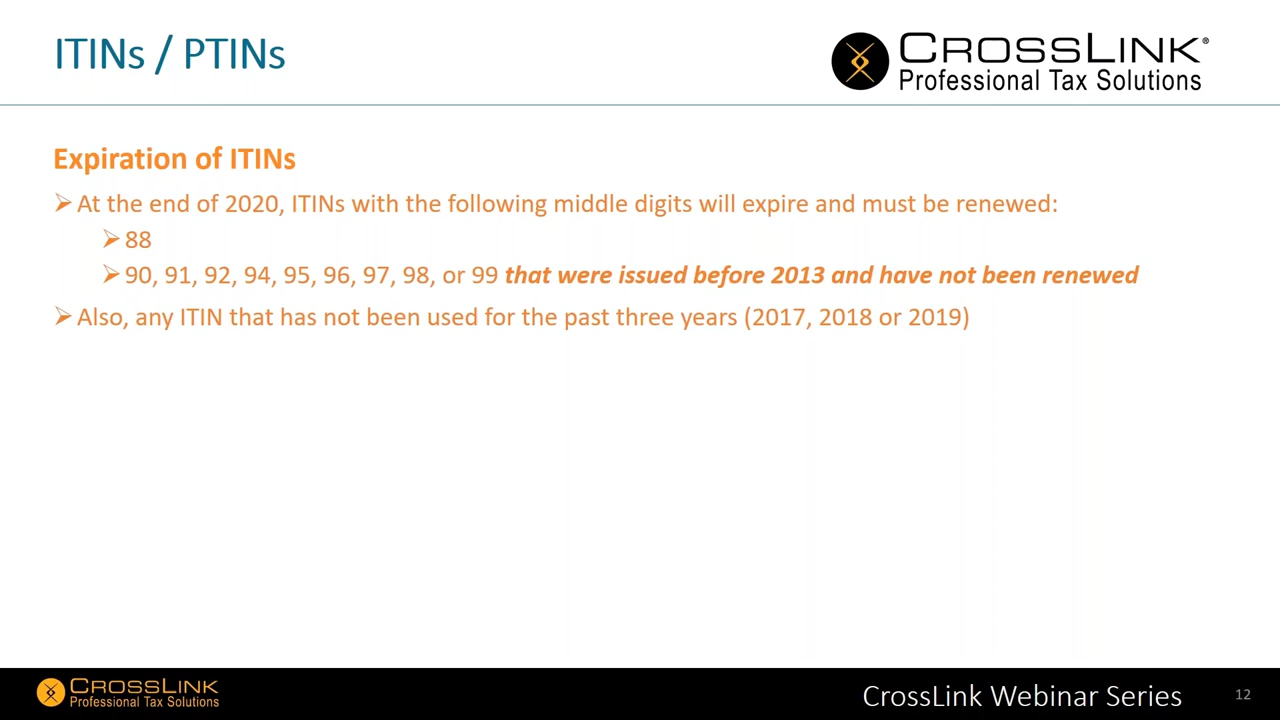 ITINs / PTINs
CROSSLINK®
Professional Tax Solutions
Expiration of ITINs
➢At the end of 2020, ITINs with the following middle digits will expire and must be renewed:
➢88
➢90, 91, 92, 94, 95, 96, 97, 98, or 99 that were issued before 2013 and have not been renewed
➢Also, any ITIN that has not been used for the past three years (2017, 2018 or 2019)
CROSSLINK
Professional Tax Solutions
CrossLink Webinar Series
12